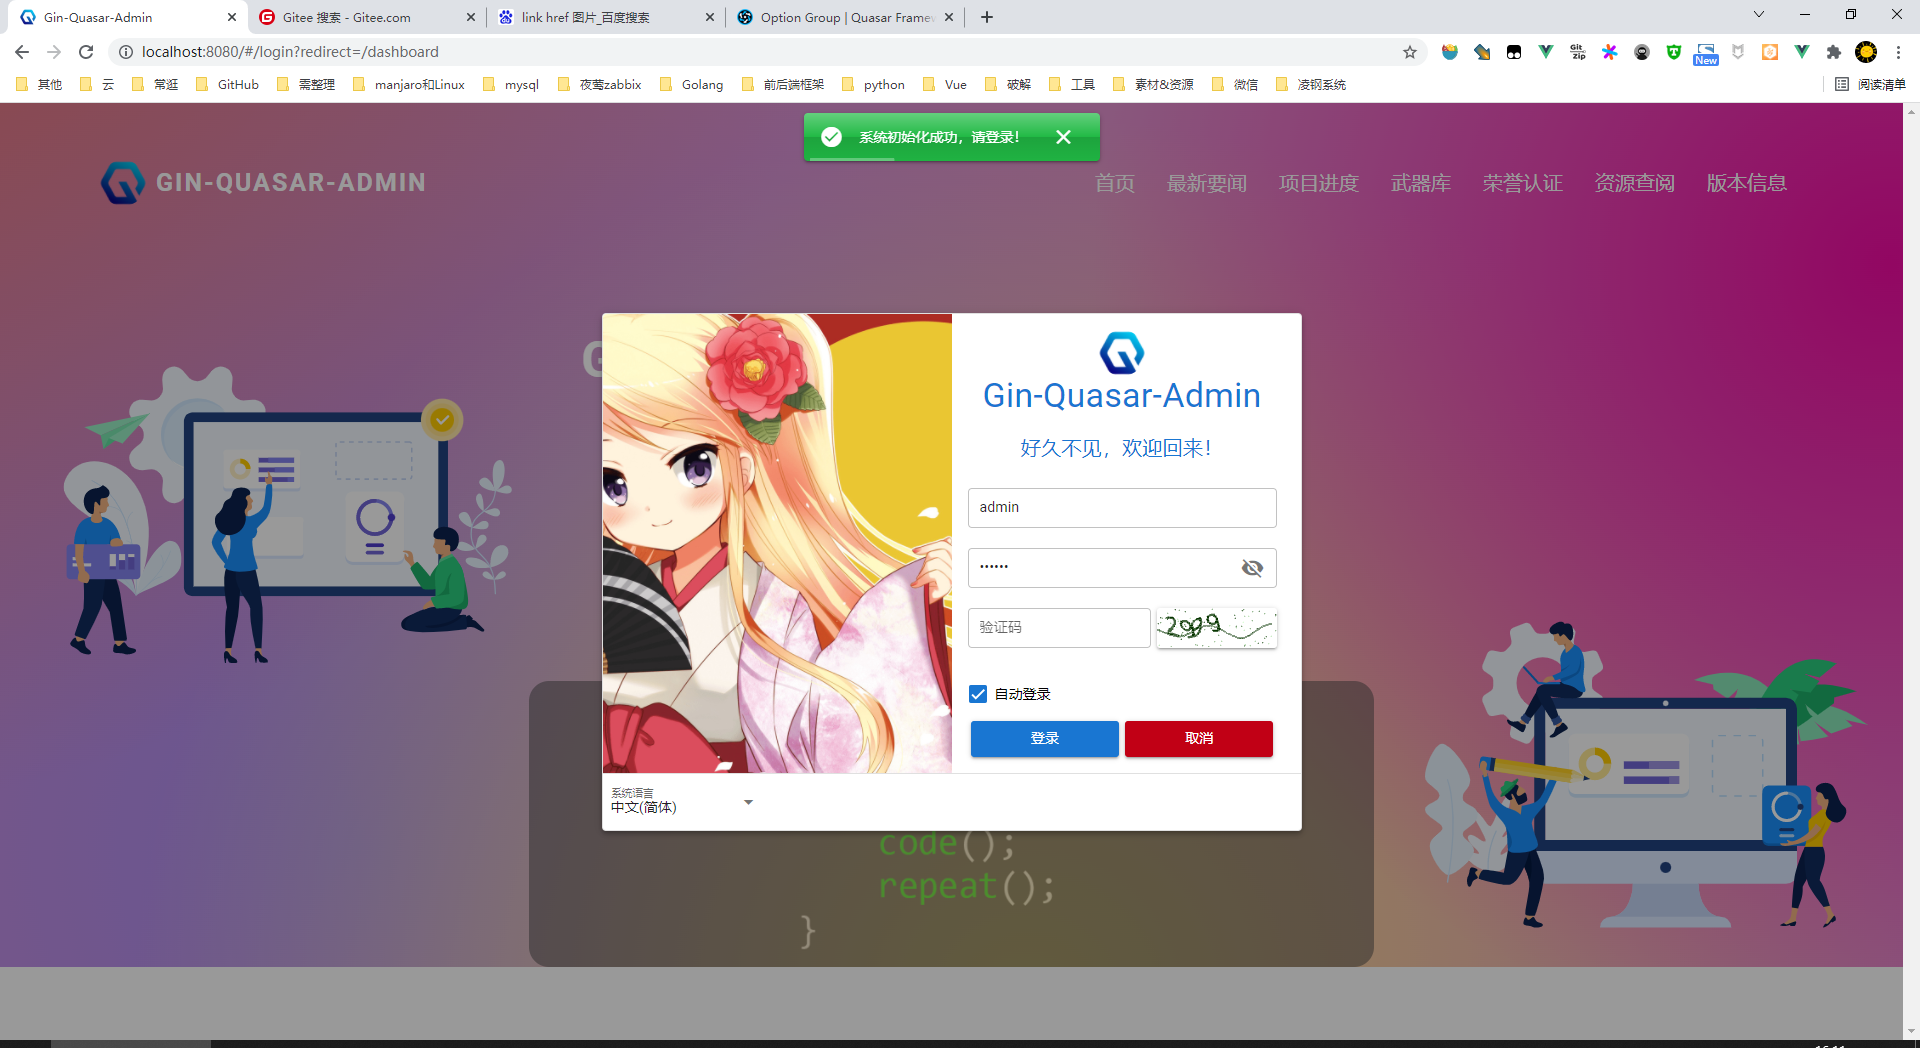 Gin-Quasar-Admin
Gitee 搜索 - Gitee.com
link href 图片_百度搜索
Option Group | Quasar Framew
localhost:8080/#/login?redirect=/dashboard
Git Zip
New
其他 云 常逛 GitHub 需整理 manjaro和Linux mysql 夜莺zabbix Golang 前后端框架 python Vue 破解 工具 素材&资源 微信 凌钢系统 阅读清单
系统初始化成功，请登录！
GIN-QUASAR-ADMIN
首页 最新要闻 项目进度 武器库 荣誉认证 资源查阅 版本信息
G
Gin-Quasar-Admin
好久不见，欢迎回来！
admin
••••••
验证码
2999
自动登录
登录 取消
系统语言
中文(简体)
code();
repeat();
}